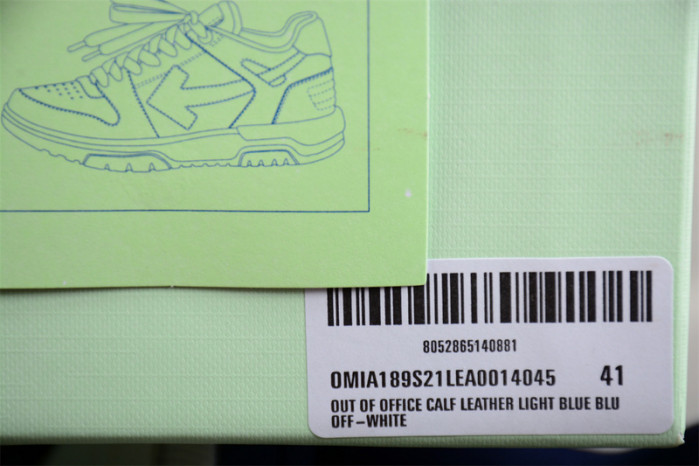 8052865140881
OMIA189S21LEA0014045 41
OUT OF OFFICE CALF LEATHER LIGHT BLUE BLU
OFF-WHITE